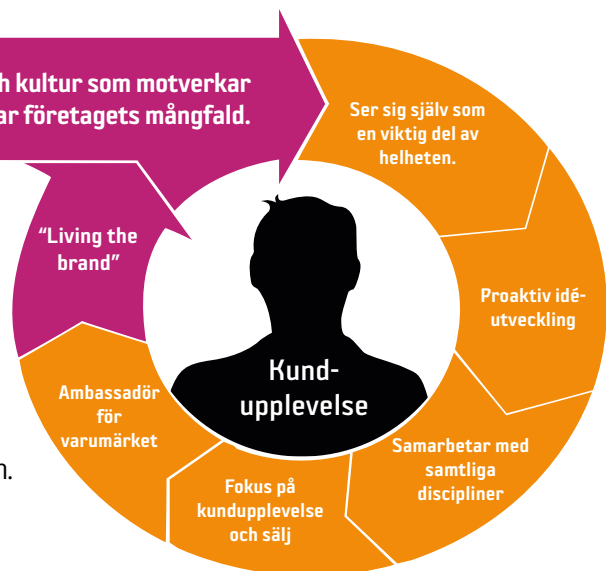 h kultur som motverkar
ar företagets mångfald.
Ser sig själv som
en viktig del av
helheten.
Proaktiv idé-
utveckling
Samarbetar med
samtliga
discipliner
Fokus på
kundupplevelse
och sälj
Ambassadör
för
varumärket
“Living the
brand”
Kund-
upplevelse
n.